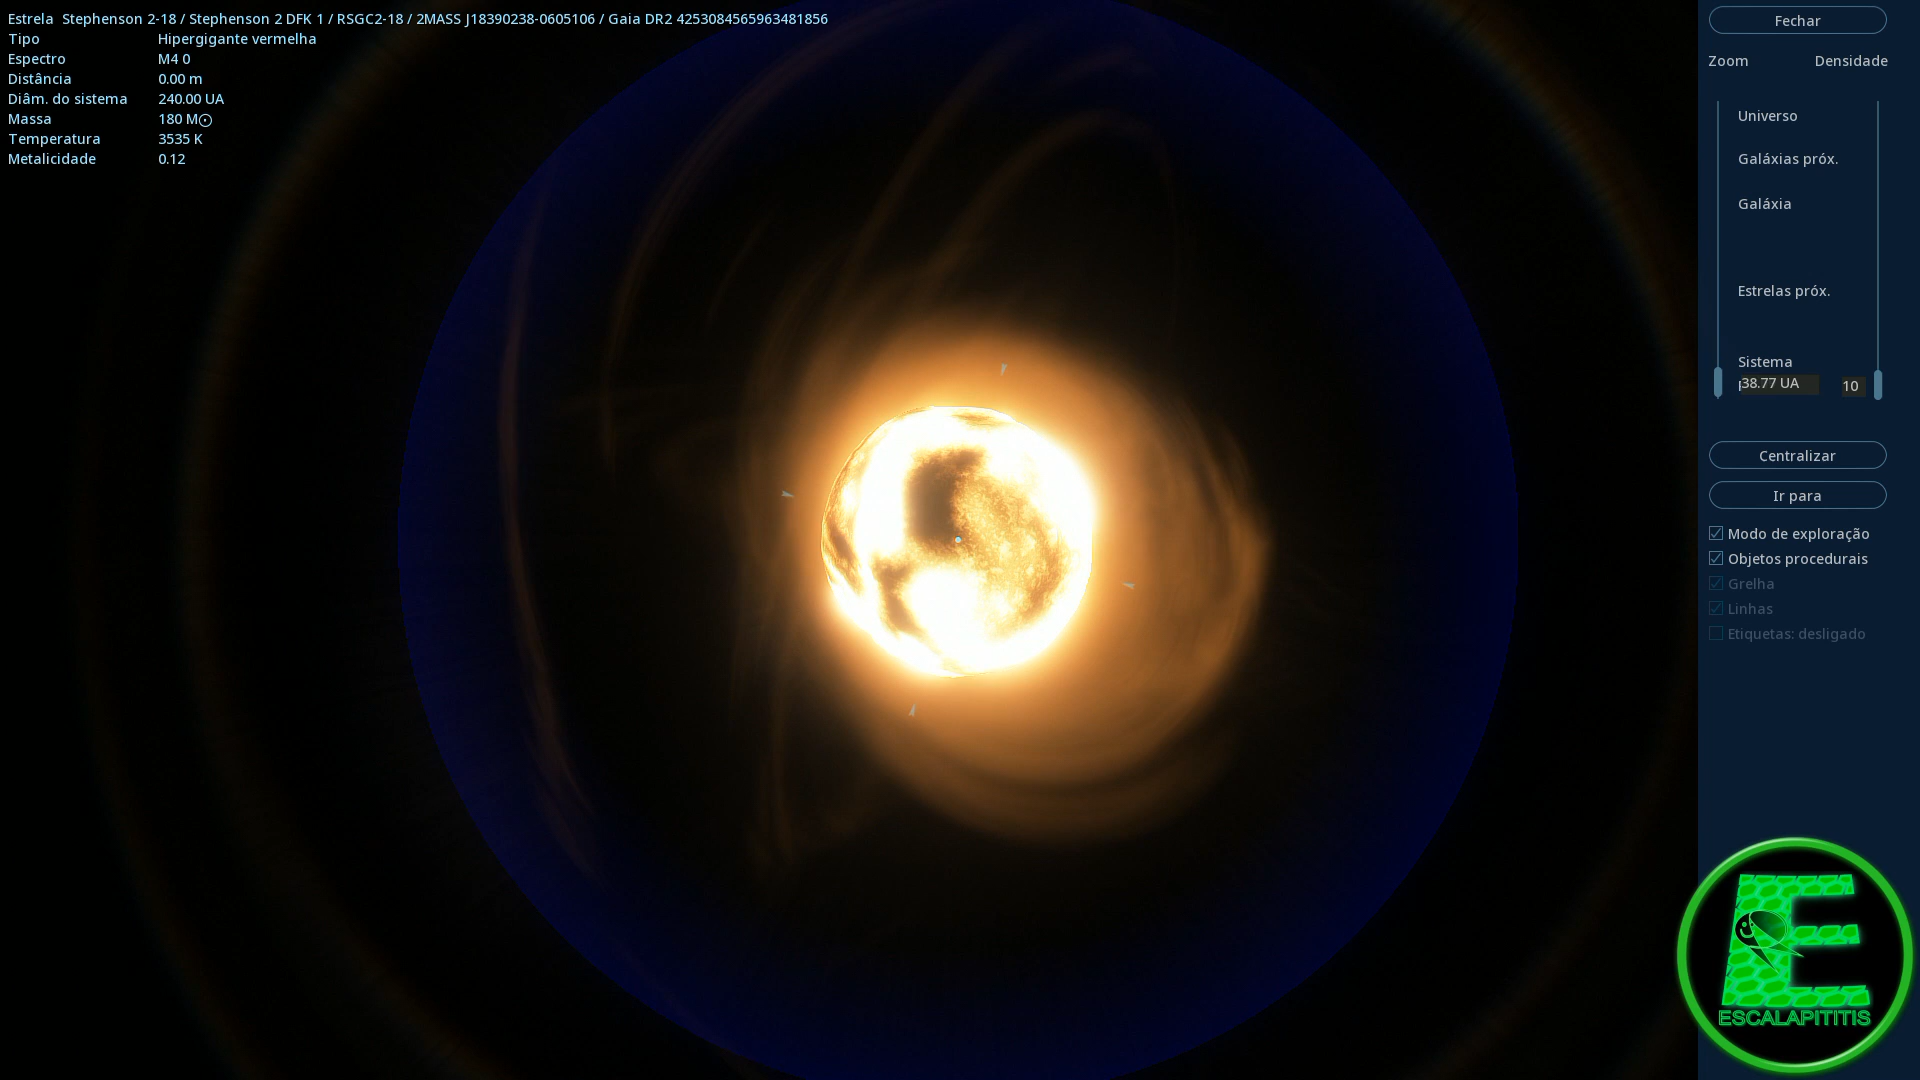 Estrela Stephenson 2-18 / Stephenson 2 DFK 1 / RSGC2-18 / 2MASS J18390238-0605106 / Gaia DR2 4253084565963481856
Tipo Hipergigante vermelha
Espectro M4 0
Distância 0.00 m
Diâm. do sistema 240.00 UA
Massa 180 M☉
Temperatura 3535 K
Metalicidade 0.12
Fechar
Zoom Densidade
Universo
Galáxias próx.
Galáxia
Estrelas próx.
Sistema
38.77 UA 10
Centralizar
Ir para
Modo de exploração
Objetos procedurais
Grelha
Linhas
Etiquetas: desligado
E
ESCALAPITITIS